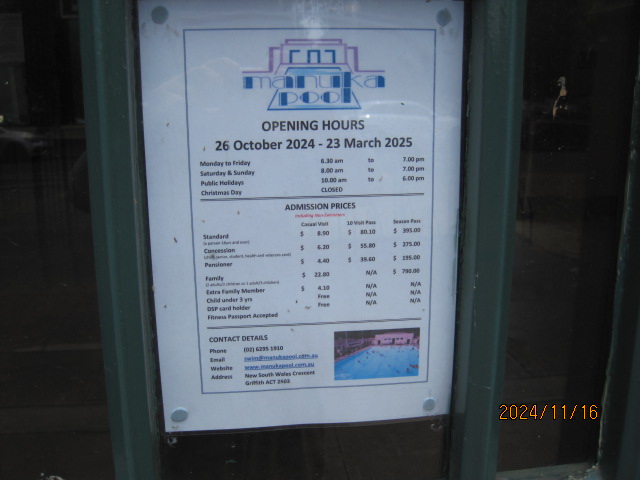 manuka
pool
OPENING HOURS
26 October 2024 - 23 March 2025
Monday to Friday 6.30 am to 7.00 pm
Saturday & Sunday 8.00 am to 7.00 pm
Public Holidays 10.00 am to 6.00 pm
Christmas Day CLOSED
ADMISSION PRICES
Including Non-Swimmers
Casual Visit 10 Visit Pass Season Pass
Standard $ 8.90 $ 80.10 $ 395.00
Concession $ 6.20 $ 55.80 $ 275.00
Pensioner $ 4.40 $ 39.60 $ 195.00
Family $ 22.80 N/A $ 790.00
Extra Family Member $ 4.10 N/A N/A
Child under 3 yrs Free N/A N/A
DSP card holder Free N/A N/A
Fitness Passport Accepted
CONTACT DETAILS
Phone (02) 6295 1910
Email swim@manukapool.com.au
Website www.manukapool.com.au
Address New South Wales Crescent
Griffith ACT 2603
2024/11/16